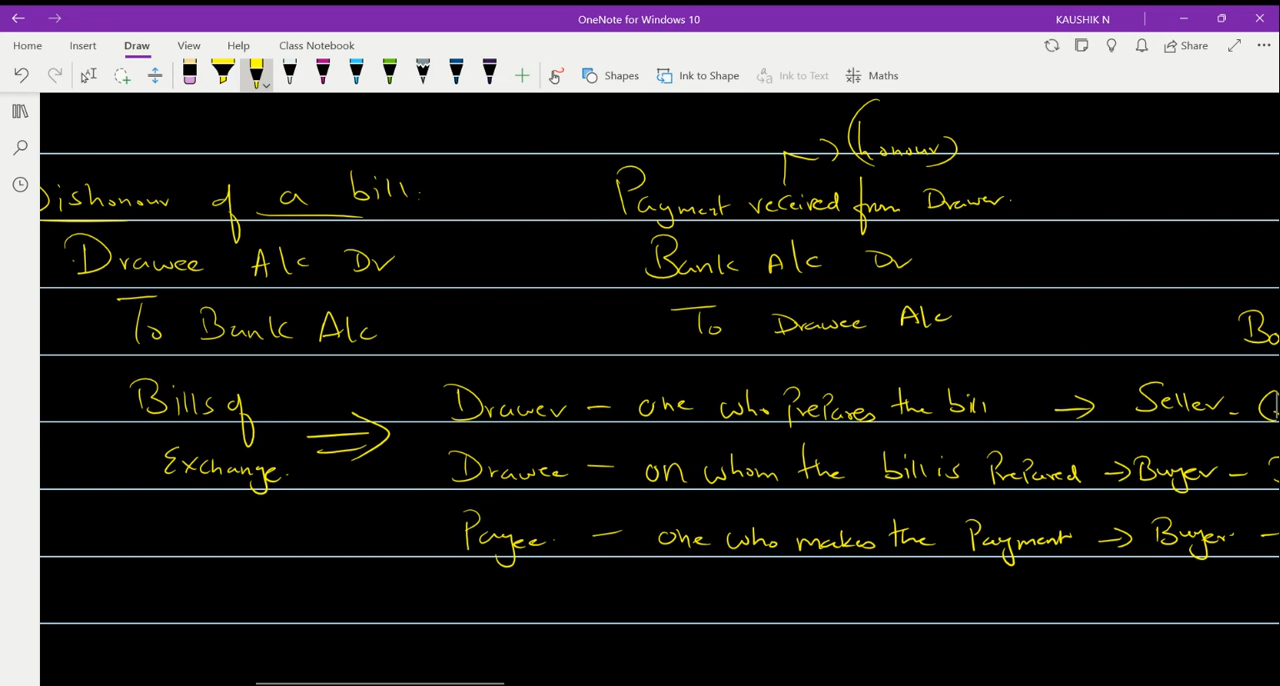 OneNote for Windows 10
KAUSHIK N
Home Insert Draw View Help Class Notebook
Share
Shapes Ink to Shape Ink to Text Maths
(honour)
Dishonour of a bill.
Payment received from Drawer.
Drawee A/c Dr
Bank A/c Dr
To Bank A/c
To Drawee A/c
Bo
Bills of
Exchange.
Drawer – one who Prepares the bill → Seller – (
Drawee – on whom the bill is Prepared → Buyer –
Payee. – one who makes the Payment → Buyer. –